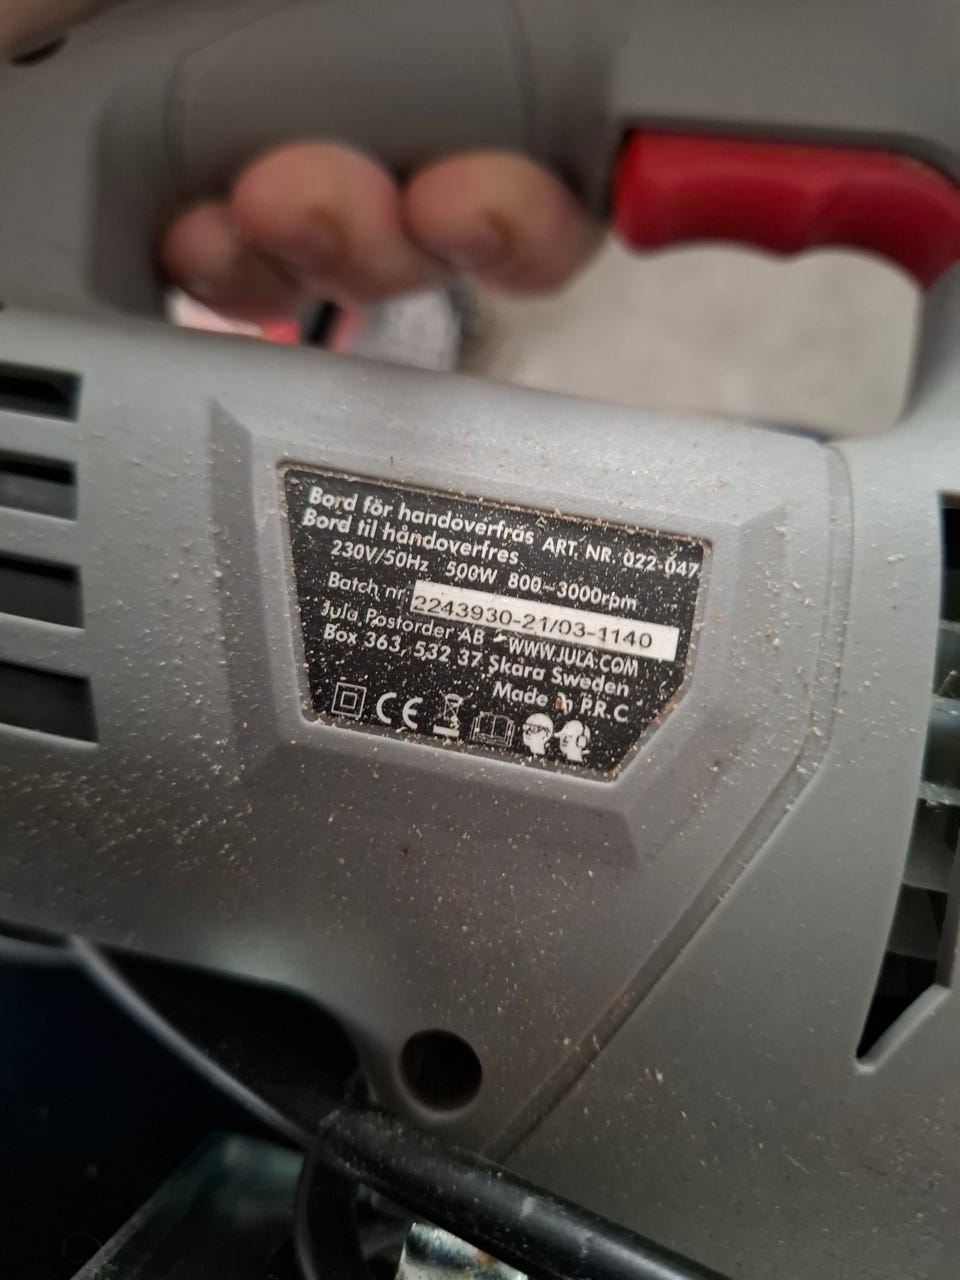 Bord för handöverfräs ART. NR. 022-047
Bord til håndoverfres
230V/50Hz 500W 800-3000rpm
Batch nr 2243930-21/03-1140
Jula Postorder AB - WWW.JULA.COM
Box 363, 532 37 Skara Sweden
Made in P.R.C.
CE